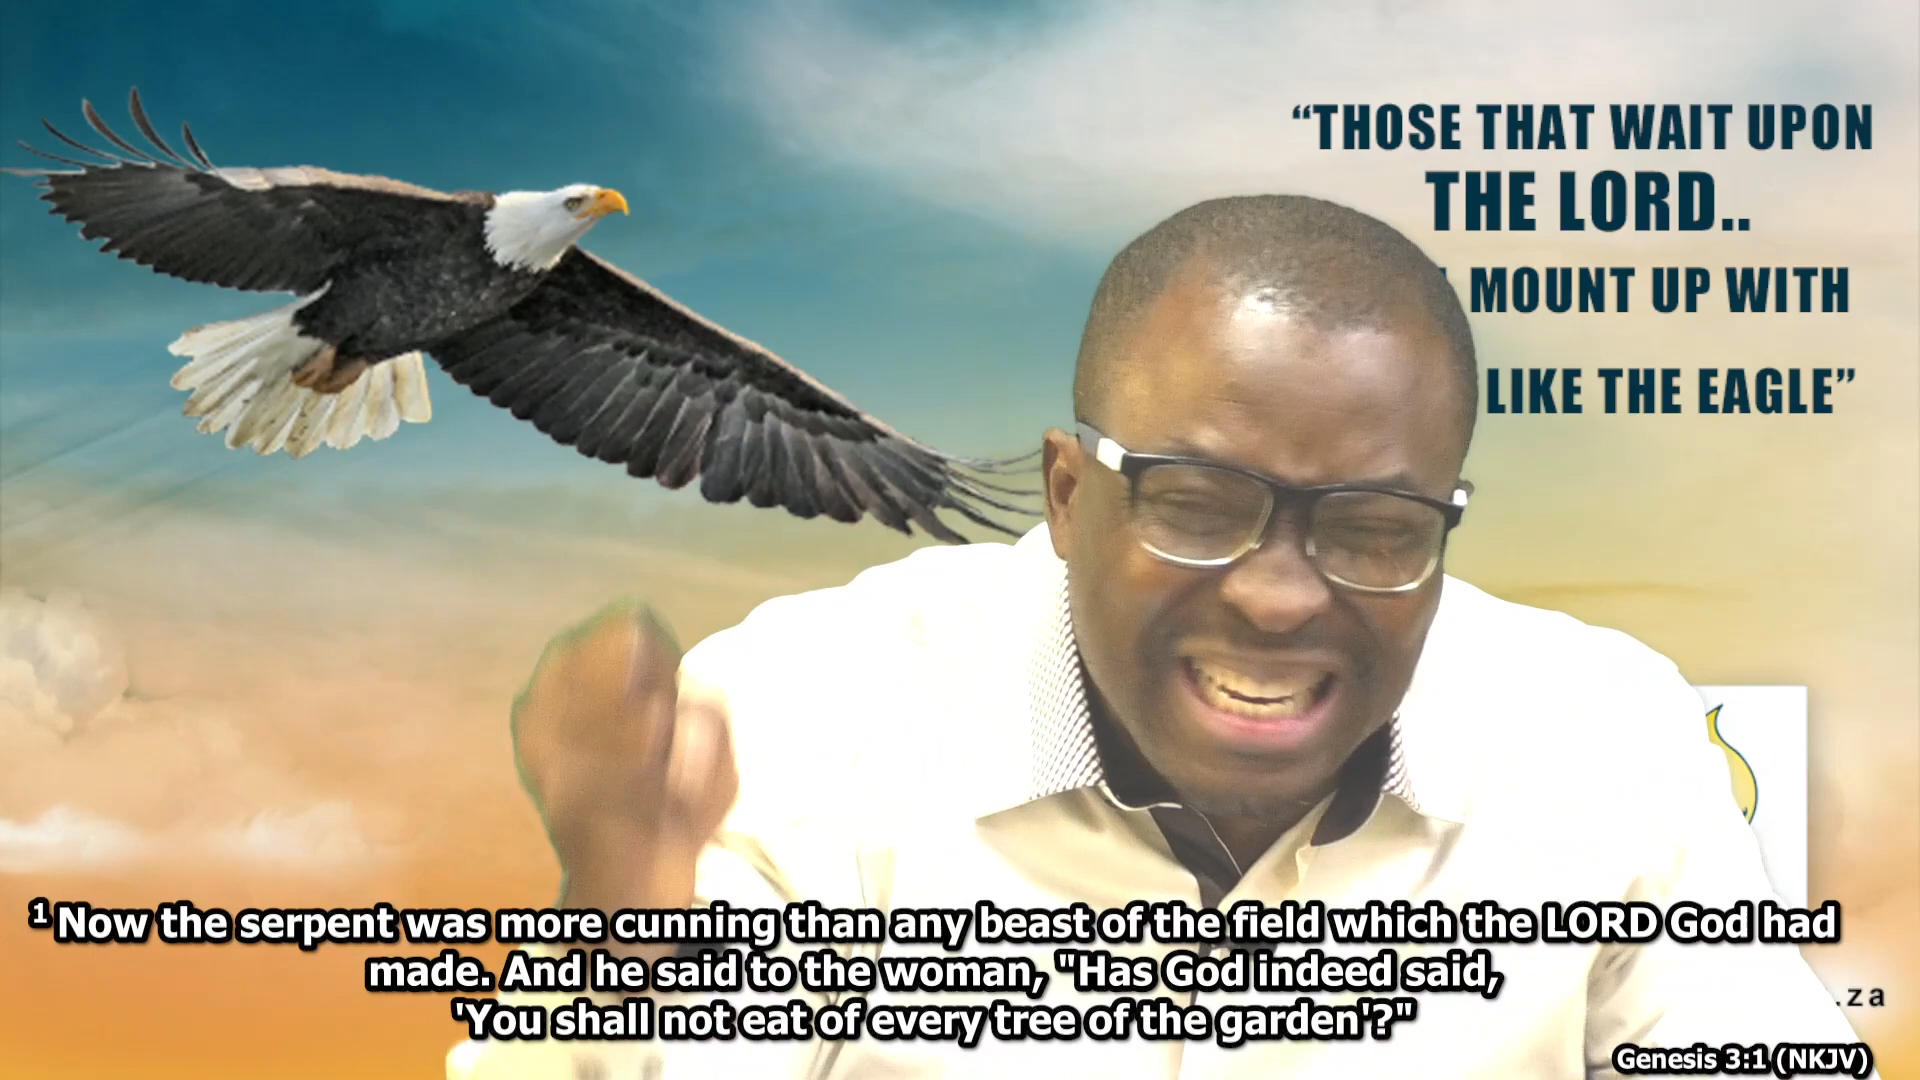 “THOSE THAT WAIT UPON
THE LORD..
MOUNT UP WITH
LIKE THE EAGLE”
1 Now the serpent was more cunning than any beast of the field which the LORD God had
made. And he said to the woman, "Has God indeed said,
'You shall not eat of every tree of the garden'?"
.za
Genesis 3:1 (NKJV)